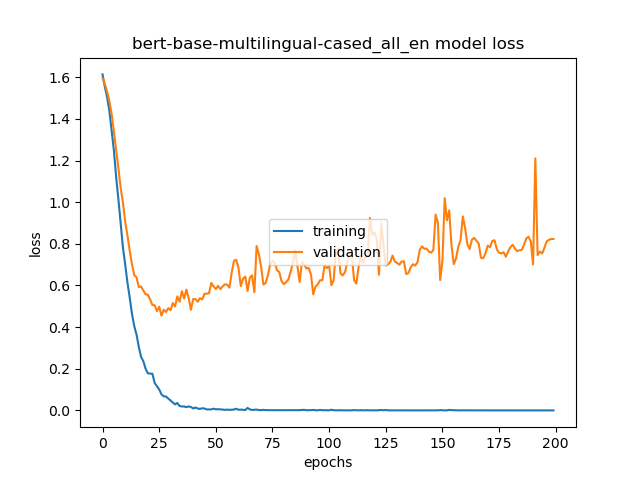 bert-base-multilingual-cased_all_en model loss
loss
1.6
1.4
1.2
1.0
0.8
0.6
0.4
0.2
0.0
training
validation
0 25 50 75 100 125 150 175 200
epochs